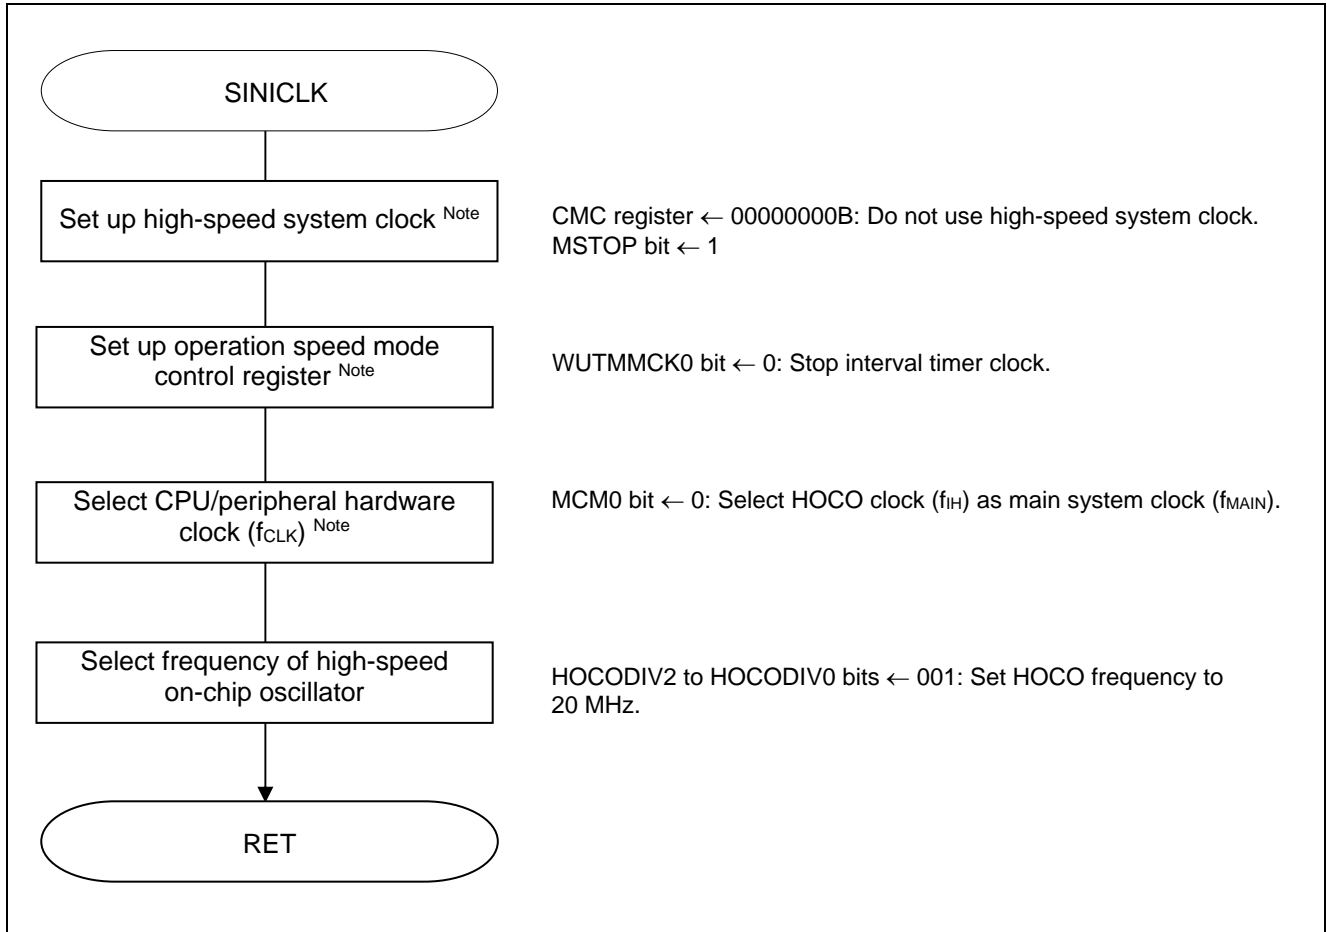 SINICLK
Set up high-speed system clock Note
CMC register ← 00000000B: Do not use high-speed system clock.
MSTOP bit ← 1
Set up operation speed mode
control register Note
WUTMMCK0 bit ← 0: Stop interval timer clock.
Select CPU/peripheral hardware
clock (fCLK) Note
MCM0 bit ← 0: Select HOCO clock (fIH) as main system clock (fMAIN).
Select frequency of high-speed
on-chip oscillator
HOCODIV2 to HOCODIV0 bits ← 001: Set HOCO frequency to
20 MHz.
RET